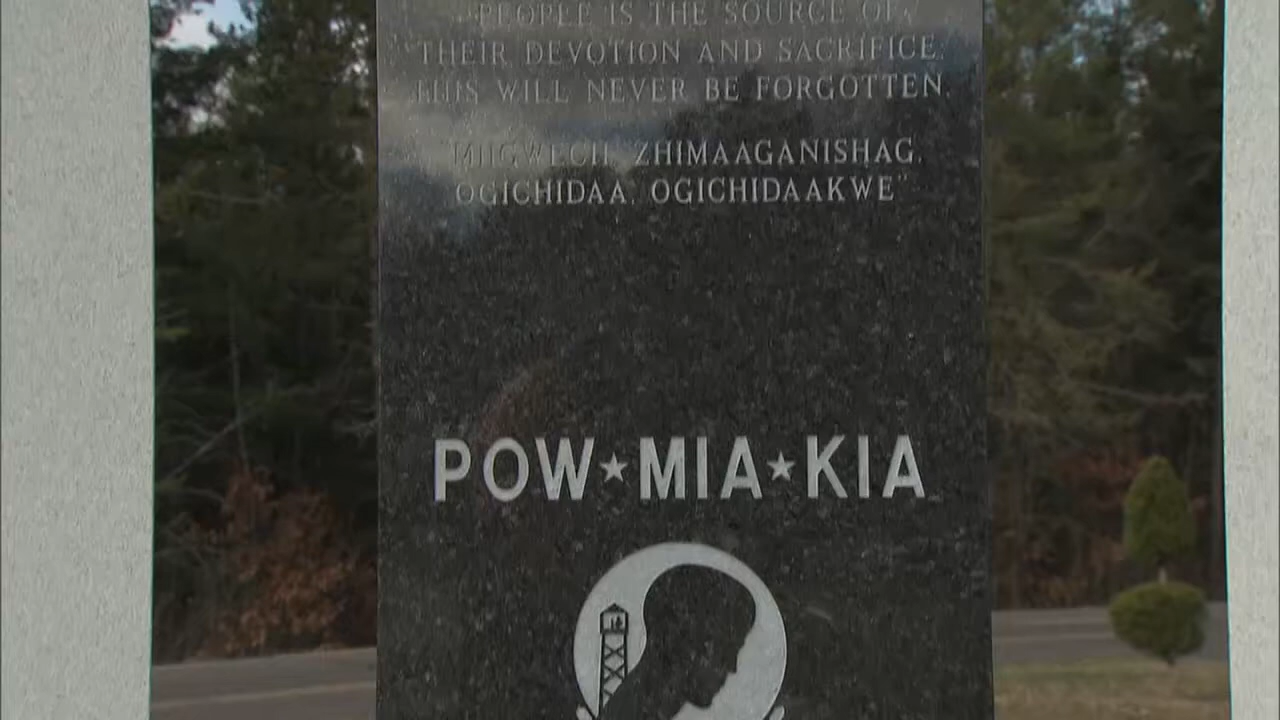 PEOPLE IS THE SOURCE OF
THEIR DEVOTION AND SACRIFICE.
THIS WILL NEVER BE FORGOTTEN.
"MIIGWECH, ZHIMAAGANISHAG,
OGICHIDAA, OGICHIDAAKWE"
POW★MIA★KIA